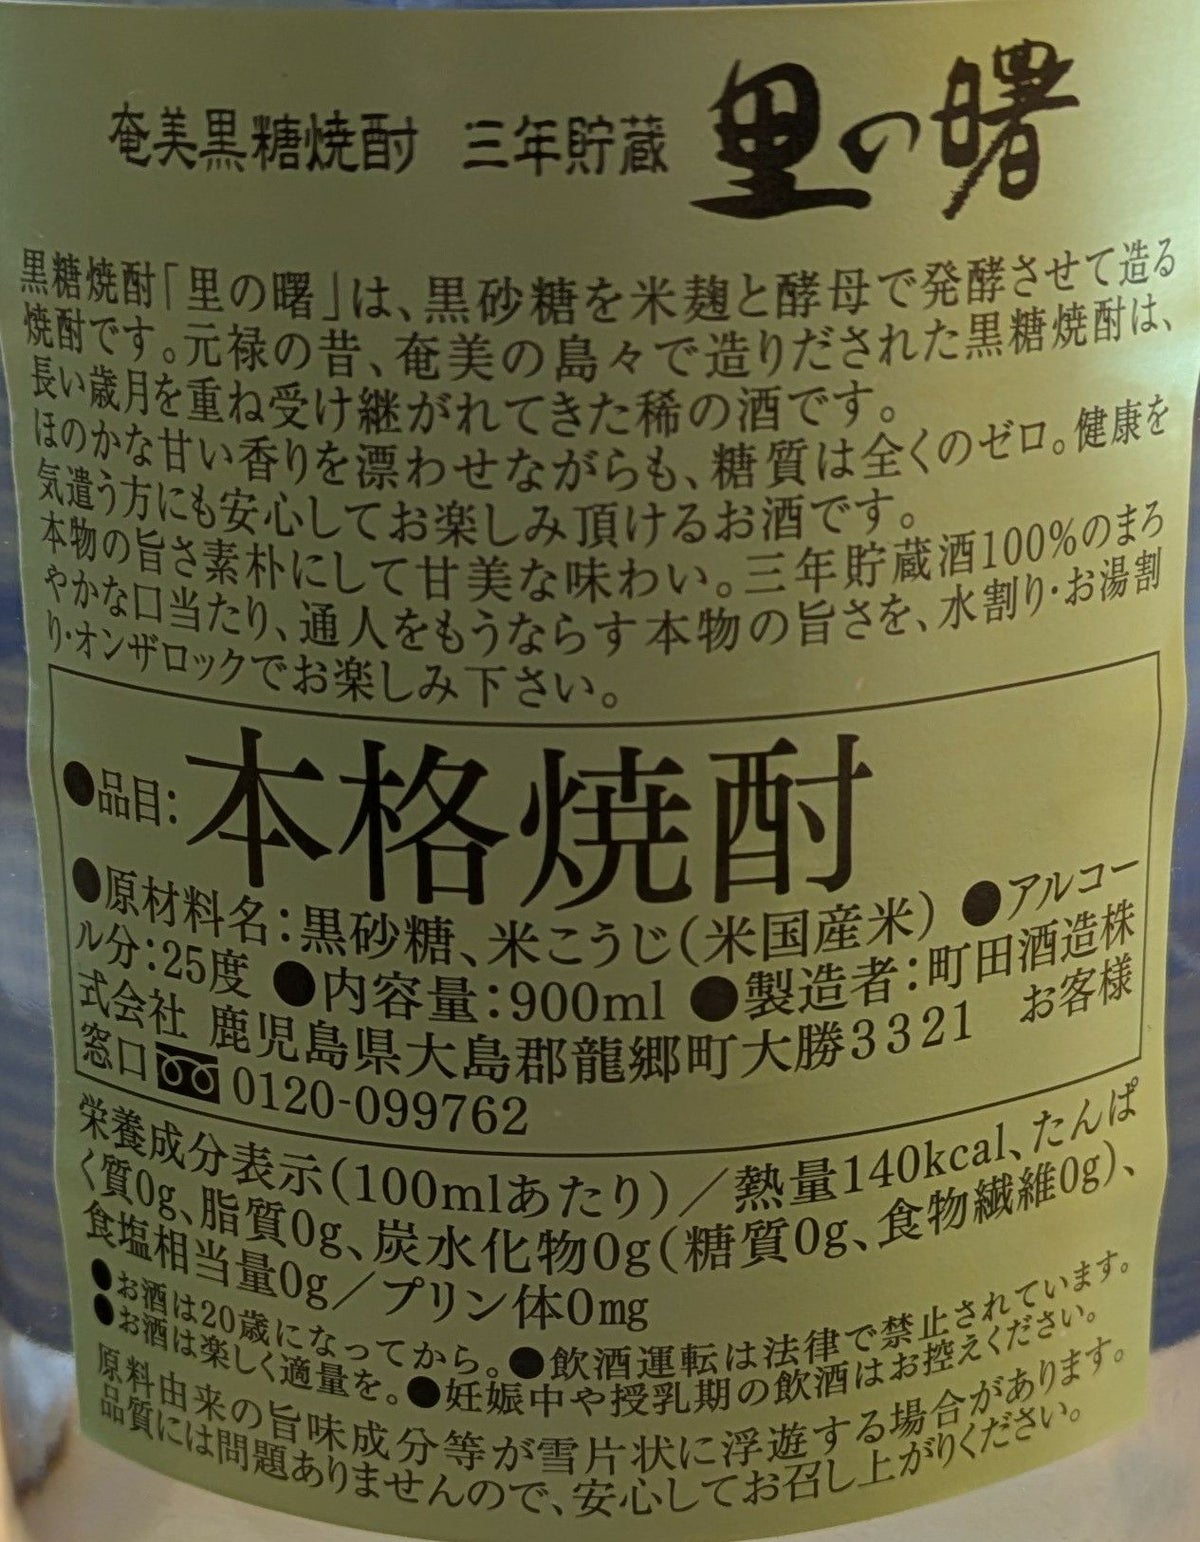 奄美黒糖焼酎 三年貯蔵 里の曙
黒糖焼酎「里の曙」は、黒砂糖を米麹と酵母で発酵させて造る
焼酎です。元禄の昔、奄美の島々で造りだされた黒糖焼酎は、
長い歳月を重ね受け継がれてきた稀の酒です。
ほのかな甘い香りを漂わせながらも、糖質は全くのゼロ。健康を
気遣う方にも安心してお楽しみ頂けるお酒です。
本物の旨さ素朴にして甘美な味わい。三年貯蔵酒100%のまろ
やかな口当たり、通人をもうならす本物の旨さを、水割り·お湯割
り·オンザロックでお楽しみ下さい。
●品目:本格焼酎
●原材料名:黒砂糖、米こうじ(米国産米) ●アルコー
ル分:25度 ●内容量:900ml ●製造者:町田酒造株
式会社 鹿児島県大島郡龍郷町大勝3321 お客様
窓口 0120-099762
栄養成分表示(100mlあたり)/熱量140kcal、たんぱ
く質0g、脂質0g、炭水化物0g(糖質0g、食物繊維0g)、
食塩相当量0g/プリン体0mg
●お酒は20歳になってから。●飲酒運転は法律で禁止されています。
●お酒は楽しく適量を。●妊娠中や授乳期の飲酒はお控えください。
原料由来の旨味成分等が雪片状に浮遊する場合があります。
品質には問題ありませんので、安心してお召し上がりください。